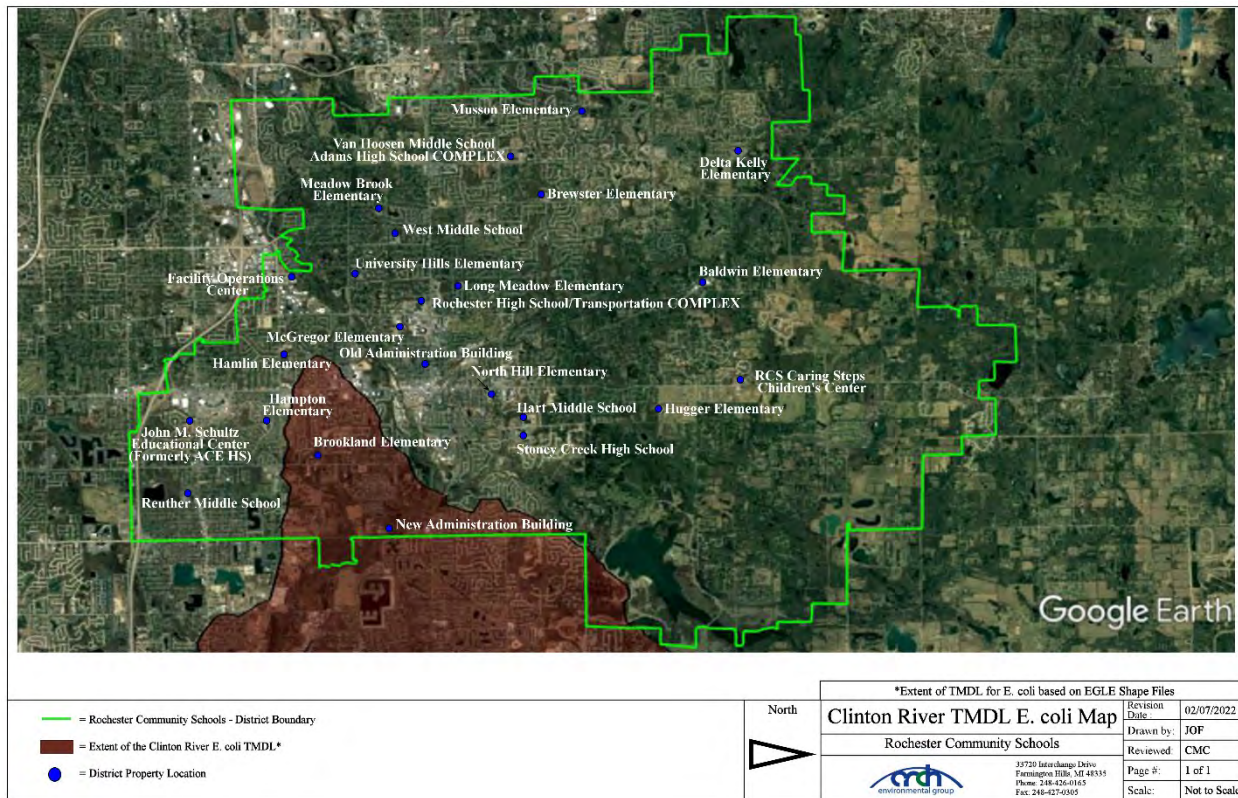 Musson Elementary
Van Hoosen Middle School
Adams High School COMPLEX
Delta Kelly
Elementary
Meadow Brook
Elementary
Brewster Elementary
West Middle School
University Hills Elementary
Facility Operations
Center
Long Meadow Elementary
Baldwin Elementary
Rochester High School/Transportation COMPLEX
McGregor Elementary
Old Administration Building
Hamlin Elementary
North Hill Elementary
RCS Caring Steps
Children's Center
Hampton
Elementary
Hart Middle School
Hugger Elementary
John M. Schultz
Educational Center
(Formerly ACE HS)
Brookland Elementary
Stoney Creek High School
Reuther Middle School
New Administration Building
Google Earth
*Extent of TMDL for E. coli based on EGLE Shape Files
= Rochester Community Schools - District Boundary
= Extent of the Clinton River E. coli TMDL*
= District Property Location
North
Clinton River TMDL E. coli Map
Rochester Community Schools
mch
environmental group
33720 Interchange Drive
Farmington Hills, MI 48335
Phone: 248-426-0165
Fax: 248-427-0305
Revision
Date :
02/07/2022
Drawn by: JOF
Reviewed: CMC
Page #: 1 of 1
Scale: Not to Scale